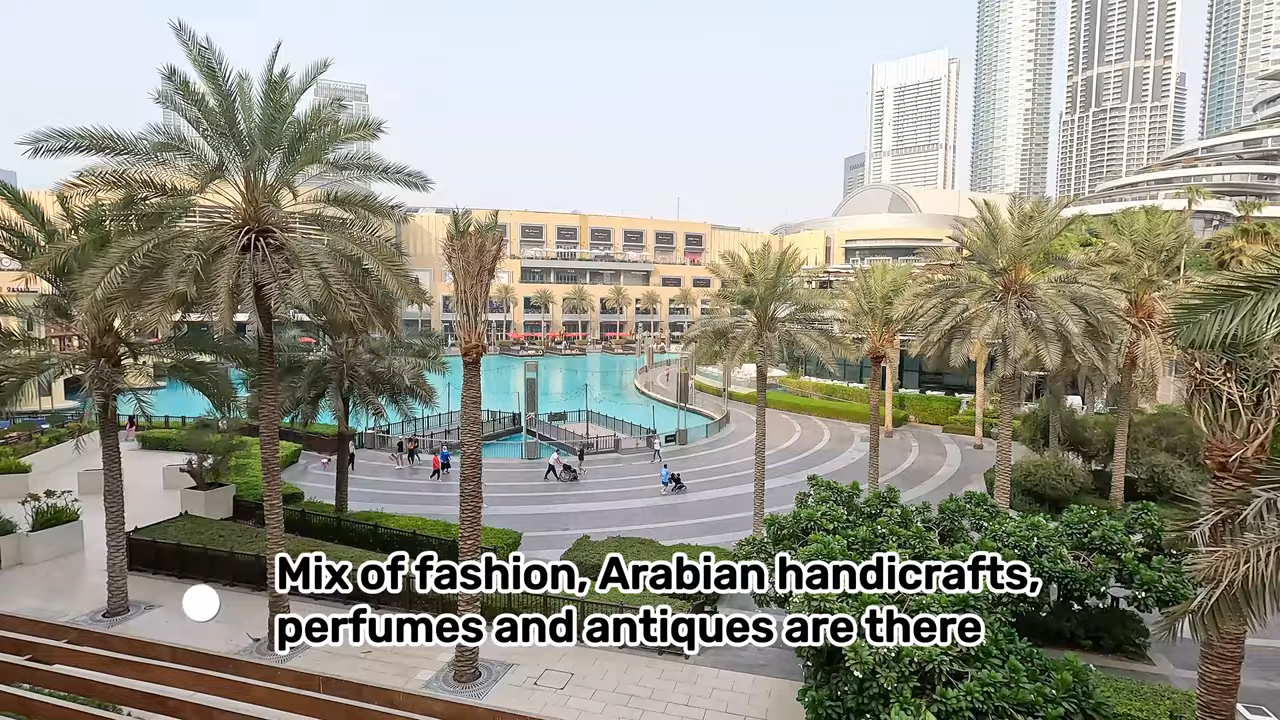 Mix of fashion, Arabian handicrafts,
perfumes and antiques are there